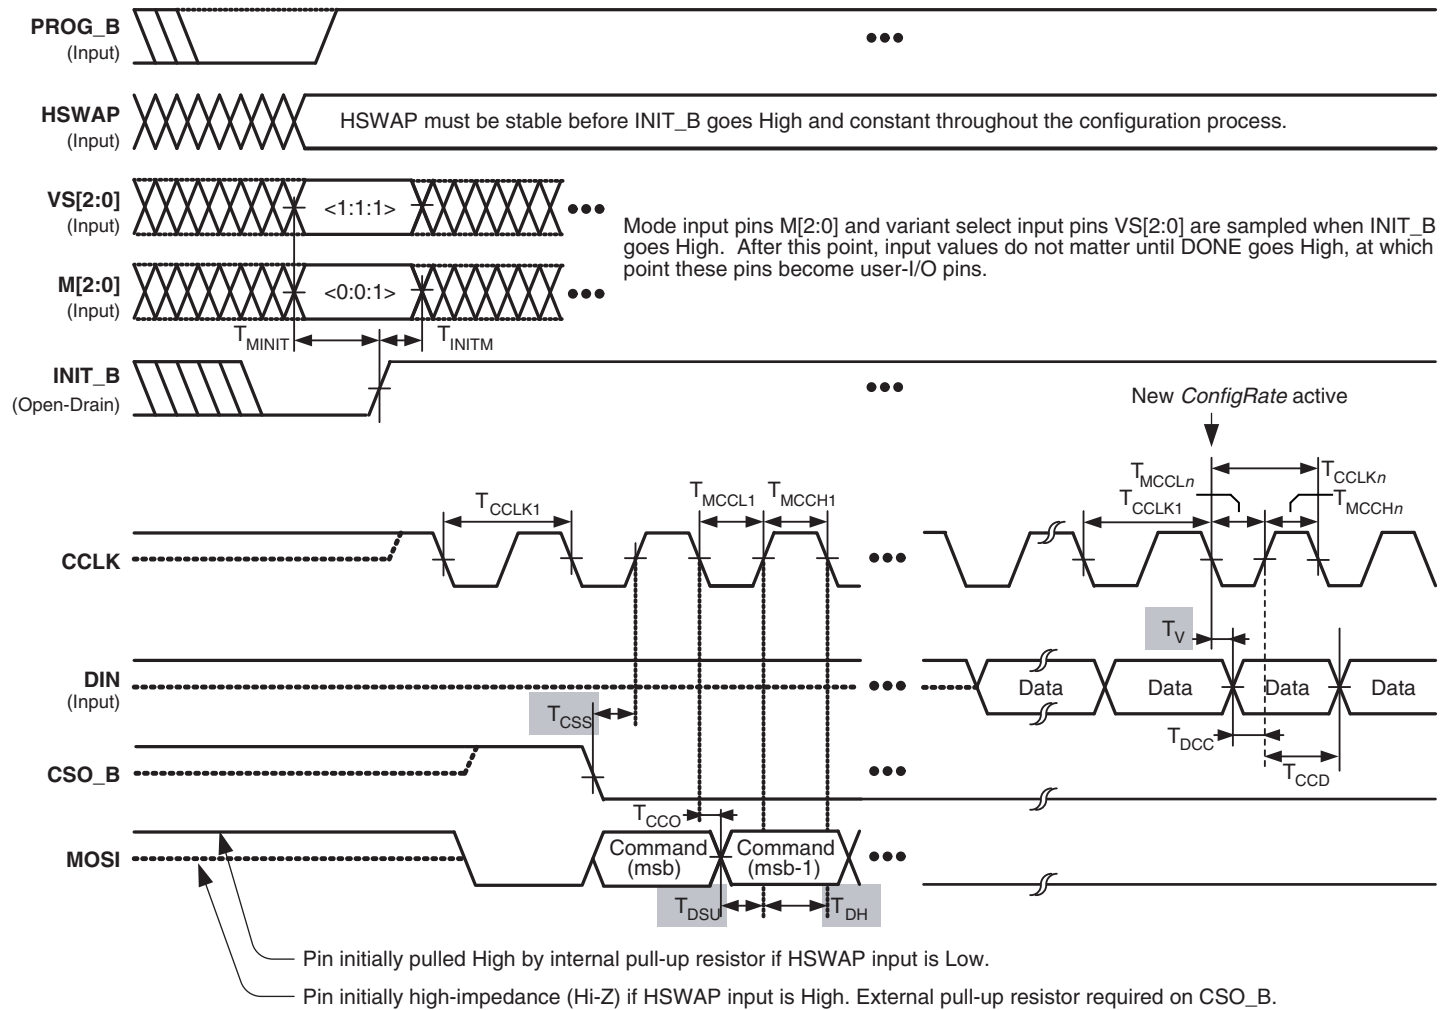 PROG_B
(Input)
HSWAP
(Input)
HSWAP must be stable before INIT_B goes High and constant throughout the configuration process.
VS[2:0]
(Input)
<1:1:1>
Mode input pins M[2:0] and variant select input pins VS[2:0] are sampled when INIT_B
goes High. After this point, input values do not matter until DONE goes High, at which
point these pins become user-I/O pins.
M[2:0]
(Input)
<0:0:1>
TMINIT
TINITM
INIT_B
(Open-Drain)
New ConfigRate active
TMCCLn
TCCLKn
TCCLK1
TMCCL1
TMCCH1
TCCLK1
TMCCHn
CCLK
TV
DIN
(Input)
Data
Data
Data
Data
TCSS
TDCC
TCCD
CSO_B
TCCO
MOSI
Command
(msb)
Command
(msb-1)
TDSU
TDH
Pin initially pulled High by internal pull-up resistor if HSWAP input is Low.
Pin initially high-impedance (Hi-Z) if HSWAP input is High. External pull-up resistor required on CSO_B.